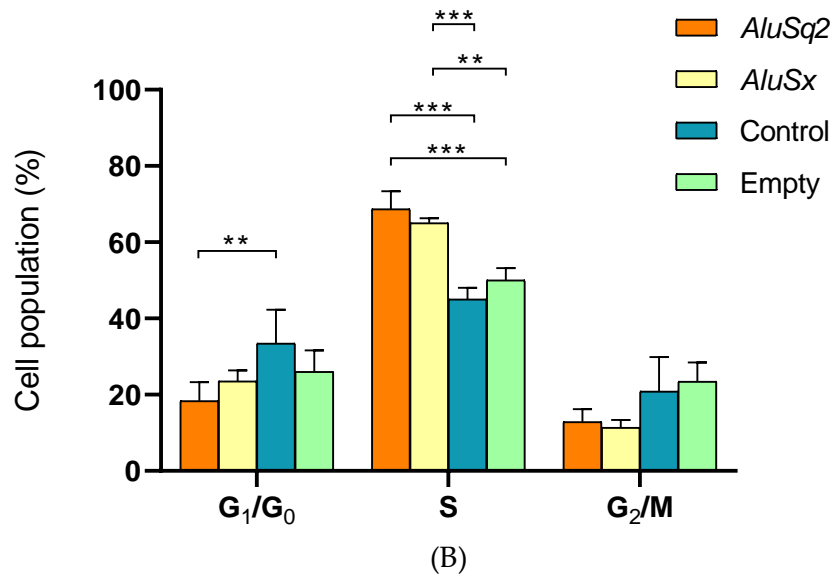 ***
**
***
***
**
AluSq2
AluSx
Control
Empty
Cell population (%)
100
80
60
40
20
0
G₁/G₀
S
G₂/M
(B)